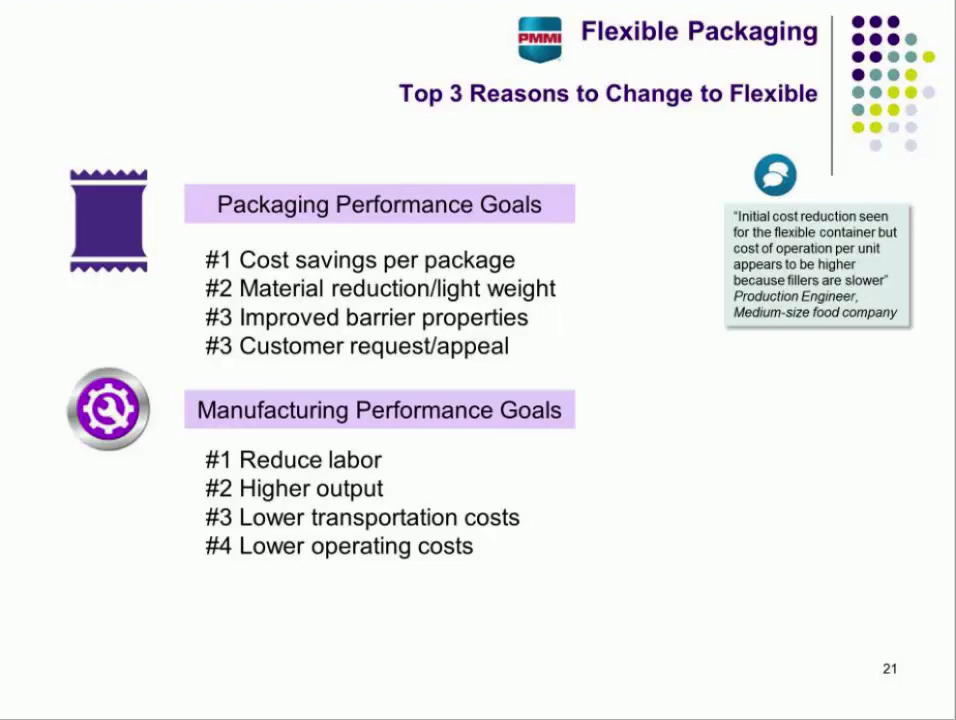 PMMI
Flexible Packaging
Top 3 Reasons to Change to Flexible
Packaging Performance Goals
#1 Cost savings per package
#2 Material reduction/light weight
#3 Improved barrier properties
#3 Customer request/appeal
Manufacturing Performance Goals
#1 Reduce labor
#2 Higher output
#3 Lower transportation costs
#4 Lower operating costs
“Initial cost reduction seen
for the flexible container but
cost of operation per unit
appears to be higher
because fillers are slower”
Production Engineer,
Medium-size food company
21